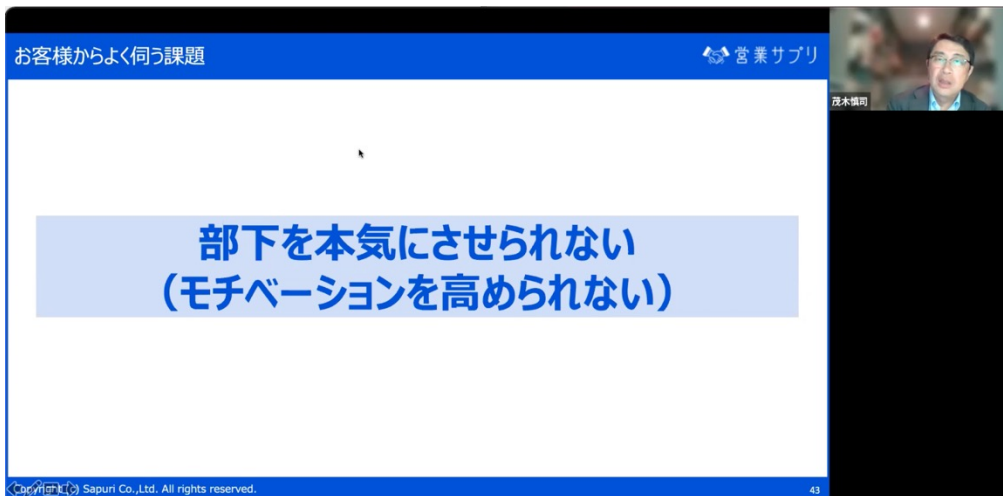 お客様からよく伺う課題
営業サプリ
茂木慎司
部下を本気にさせられない
（モチベーションを高められない）
Copyright (c) Sapuri Co.,Ltd. All rights reserved.
43